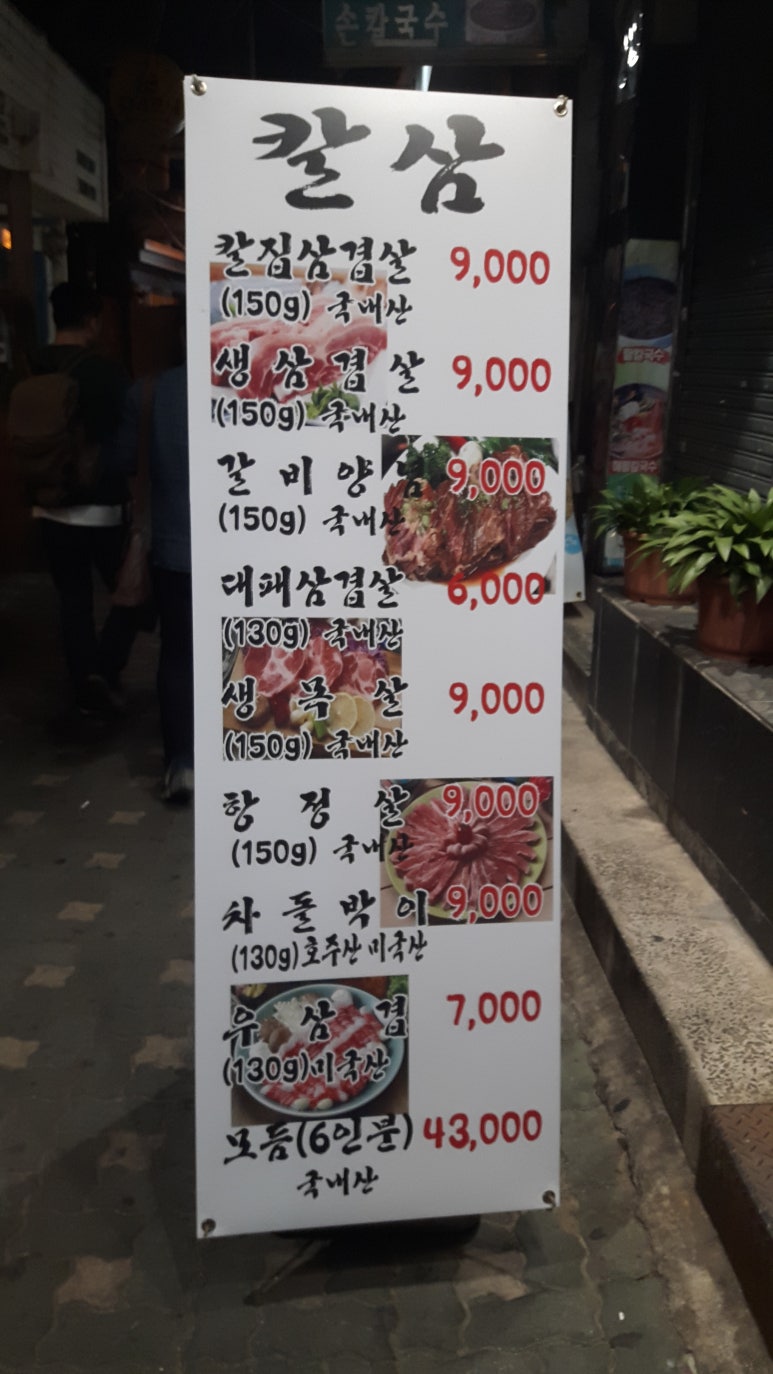 손칼국수
칼삼
칼집삼겹살 9,000
(150g) 국내산
생삼겹살 9,000
(150g) 국내산
갈비양념 9,000
(150g) 국내산
대패삼겹살 6,000
(130g) 국내산
생목살 9,000
(150g) 국내산
항정살 9,000
(150g) 국내산
차돌박이 9,000
(130g)호주산 미국산
우삼겹 7,000
(130g)미국산
모듬(6인분) 43,000
국내산